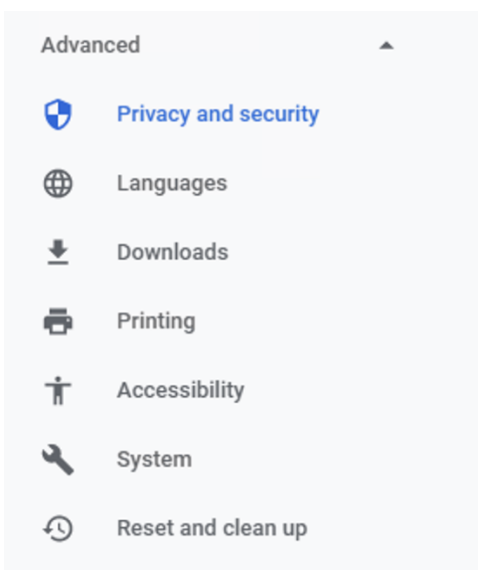 Advanced
Privacy and security
Languages
Downloads
Printing
Accessibility
System
Reset and clean up